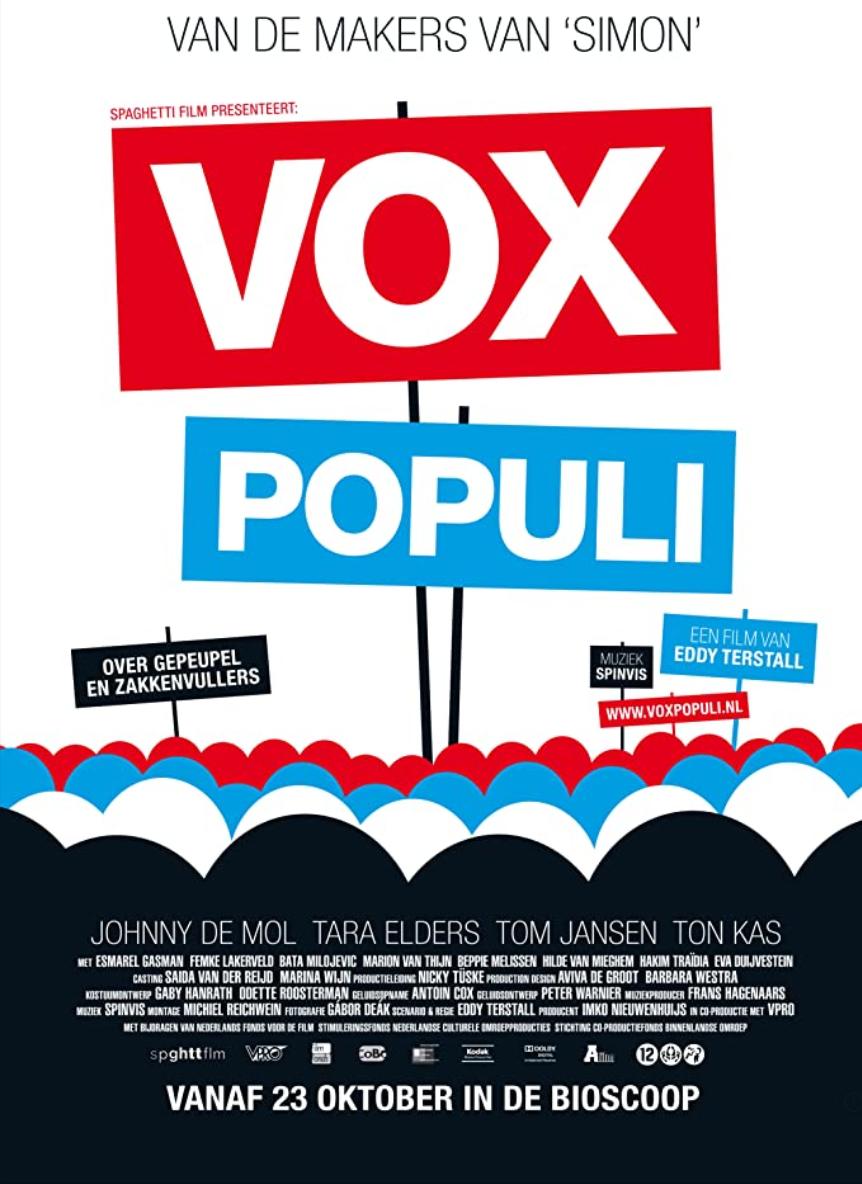 VAN DE MAKERS VAN ‘SIMON’
SPAGHETTI FILM PRESENTEERT:
VOX
POPULI
OVER GEPEUPEL
EN ZAKKENVULLERS
MUZIEK
SPINVIS
EEN FILM VAN
EDDY TERSTALL
WWW.VOXPOPULI.NL
JOHNNY DE MOL TARA ELDERS TOM JANSEN TON KAS
MET ESMAREL GASMAN FEMKE LAKERVELD BATA MILOJEVIC MARION VAN THIJN BEPPIE MELISSEN HILDE VAN MIEGHEM HAKIM TRAÏDIA EVA DUIJVESTEIN
CASTING SAIDA VAN DER REIJD MARINA WIJN PRODUCTIELEIDING NICKY TÜSKE PRODUCTION DESIGN AVIVA DE GROOT BARBARA WESTRA
KOSTUUMONTWERP GABY HANRATH ODETTE ROOSTERMAN GELUIDSOPNAME ANTOIN COX GELUIDSONTWERP PETER WARNIER MUZIEKPRODUCER FRANS HAGENAARS
MUZIEK SPINVIS MONTAGE MICHIEL REICHWEIN FOTOGRAFIE GÁBOR DEÁK SCENARIO & REGIE EDDY TERSTALL PRODUCENT IMKO NIEUWENHUIJS IN CO-PRODUCTIE MET VPRO
MET BIJDRAGEN VAN NEDERLANDS FONDS VOOR DE FILM STIMULERINGSFONDS NEDERLANDSE CULTURELE OMROEPPRODUCTIES STICHTING CO-PRODUCTIEFONDS BINNENLANDSE OMROEP
spghttflm VPRO CoBO Kodak DOLBY DIGITAL 12
VANAF 23 OKTOBER IN DE BIOSCOOP